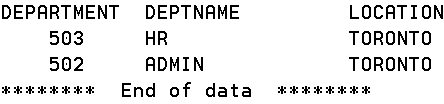 DEPARTMENT  DEPTNAME         LOCATION
    503     HR               TORONTO
    502     ADMIN            TORONTO
********  End of data  ********